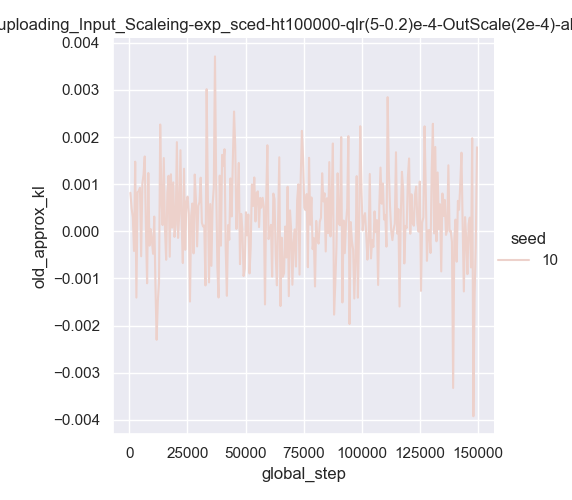 uploading_Input_Scaleing-exp_sced-ht100000-qlr(5-0.2)e-4-OutScale(2e-4)-al
0.004
0.003
0.002
0.001
0.000
−0.001
−0.002
−0.003
−0.004
old_approx_kl
0 25000 50000 75000 100000 125000 150000
global_step
seed
10